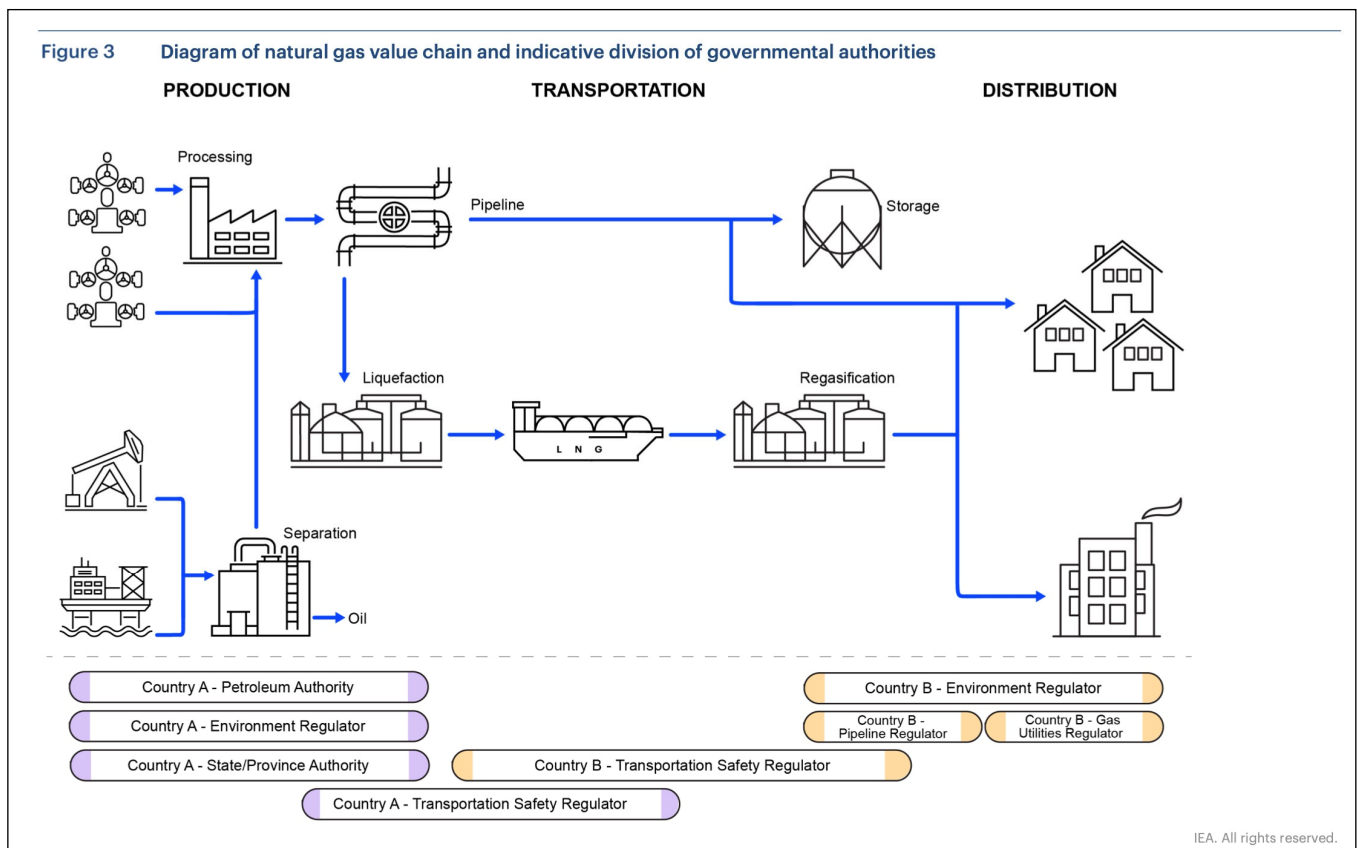 Figure 3 Diagram of natural gas value chain and indicative division of governmental authorities
PRODUCTION TRANSPORTATION DISTRIBUTION
Processing
Pipeline
Storage
Liquefaction
Regasification
L N G
Separation
Oil
Country A - Petroleum Authority
Country B - Environment Regulator
Country A - Environment Regulator
Country B -
Pipeline Regulator
Country B - Gas
Utilities Regulator
Country A - State/Province Authority
Country B - Transportation Safety Regulator
Country A - Transportation Safety Regulator
IEA. All rights reserved.